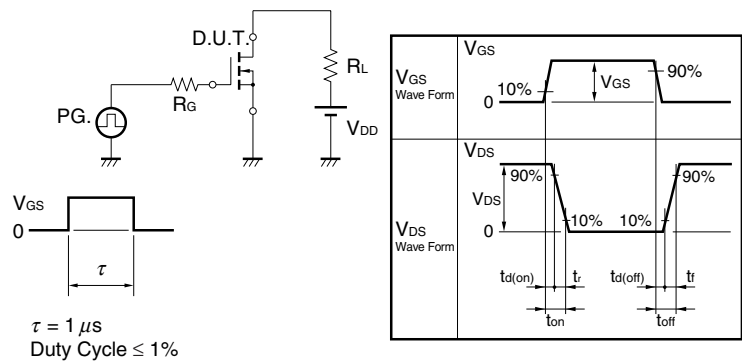 D.U.T.
RL
RG
PG.
VDD
VGS
0
τ
τ = 1 μs
Duty Cycle ≤ 1%
VGS
Wave Form
VGS
10%
VGS
90%
0
VDS
Wave Form
VDS
90%
90%
VDS
10%
10%
0
td(on)
tr
td(off)
tf
ton
toff